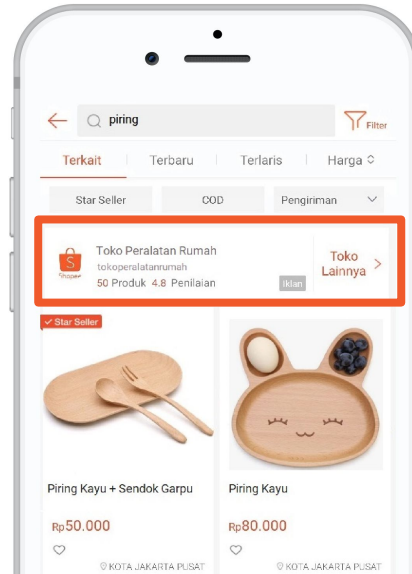 piring
Filter
Terkait
Terbaru
Terlaris
Harga
Star Seller
COD
Pengiriman
Toko Peralatan Rumah
tokoperalatanrumah
50 Produk 4.8 Penilaian
Shopee
Iklan
Toko
Lainnya
Star Seller
Piring Kayu + Sendok Garpu
Rp50.000
KOTA JAKARTA PUSAT
Piring Kayu
Rp80.000
KOTA JAKARTA PUSAT